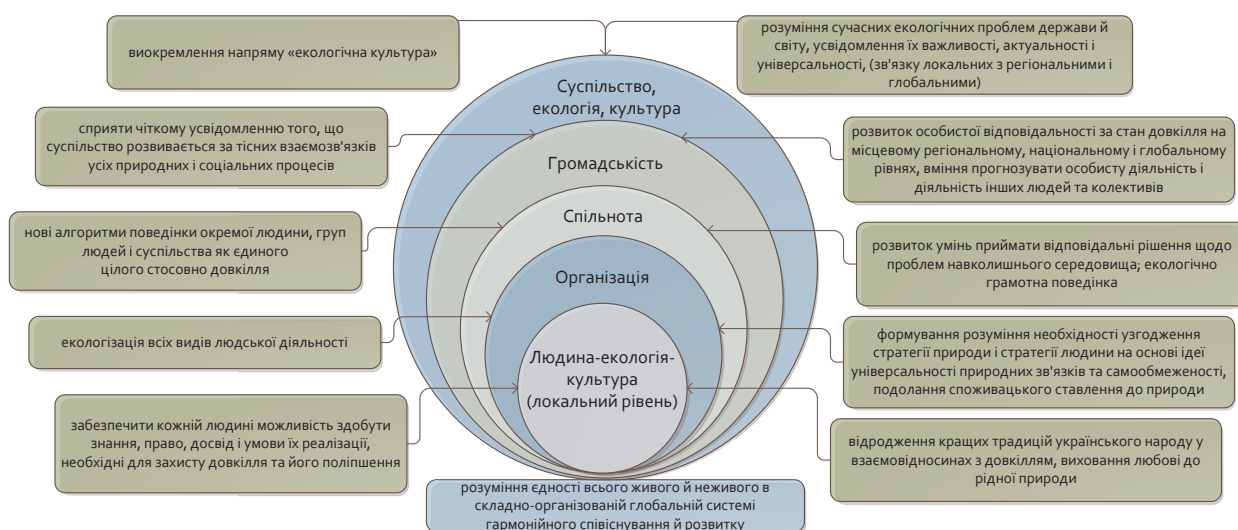 виокремлення напряму «екологічна культура»
розуміння сучасних екологічних проблем держави й
світу, усвідомлення їх важливості, актуальності і
універсальності, (зв'язку локальних з регіональними і
глобальними)
Суспільство,
екологія, культура
сприяти чіткому усвідомленню того, що
суспільство розвивається за тісних взаємозв'язків
усіх природних і соціальних процесів
розвиток особистої відповідальності за стан довкілля на
місцевому регіональному, національному і глобальному
рівнях, вміння прогнозувати особисту діяльність і
діяльність інших людей та колективів
Громадськість
Спільнота
нові алгоритми поведінки окремої людини, груп
людей і суспільства як єдиного
цілого стосовно довкілля
розвиток умінь приймати відповідальні рішення щодо
проблем навколишнього середовища; екологічно
грамотна поведінка
Організація
екологізація всіх видів людської діяльності
формування розуміння необхідності узгодження
стратегії природи і стратегії людини на основі ідеї
універсальності природних зв'язків та самообмеженості,
подолання споживацького ставлення до природи
Людина-екологія-
культура
(локальний рівень)
забезпечити кожній людині можливість здобути
знання, право, досвід і умови їх реалізації,
необхідні для захисту довкілля та його поліпшення
відродження кращих традицій українського народу у
взаємовідносинах з довкіллям, виховання любові до
рідної природи
розуміння єдності всього живого й неживого в
складно-організованій глобальній системі
гармонійного співіснування й розвитку